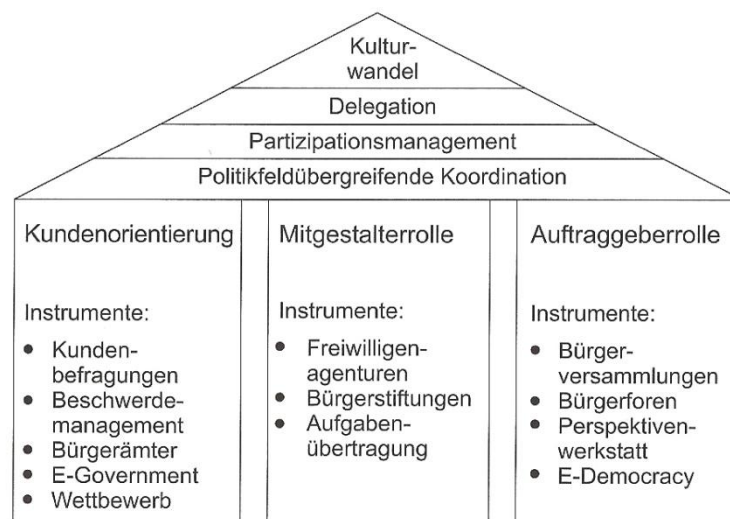 Kultur-
wandel
Delegation
Partizipationsmanagement
Politikfeldübergreifende Koordination
Kundenorientierung
Instrumente:
• Kunden-
befragungen
• Beschwerde-
management
• Bürgerämter
• E-Government
• Wettbewerb
Mitgestalterrolle
Instrumente:
• Freiwilligen-
agenturen
• Bürgerstiftungen
• Aufgaben-
übertragung
Auftraggeberrolle
Instrumente:
• Bürger-
versammlungen
• Bürgerforen
• Perspektiven-
werkstatt
• E-Democracy